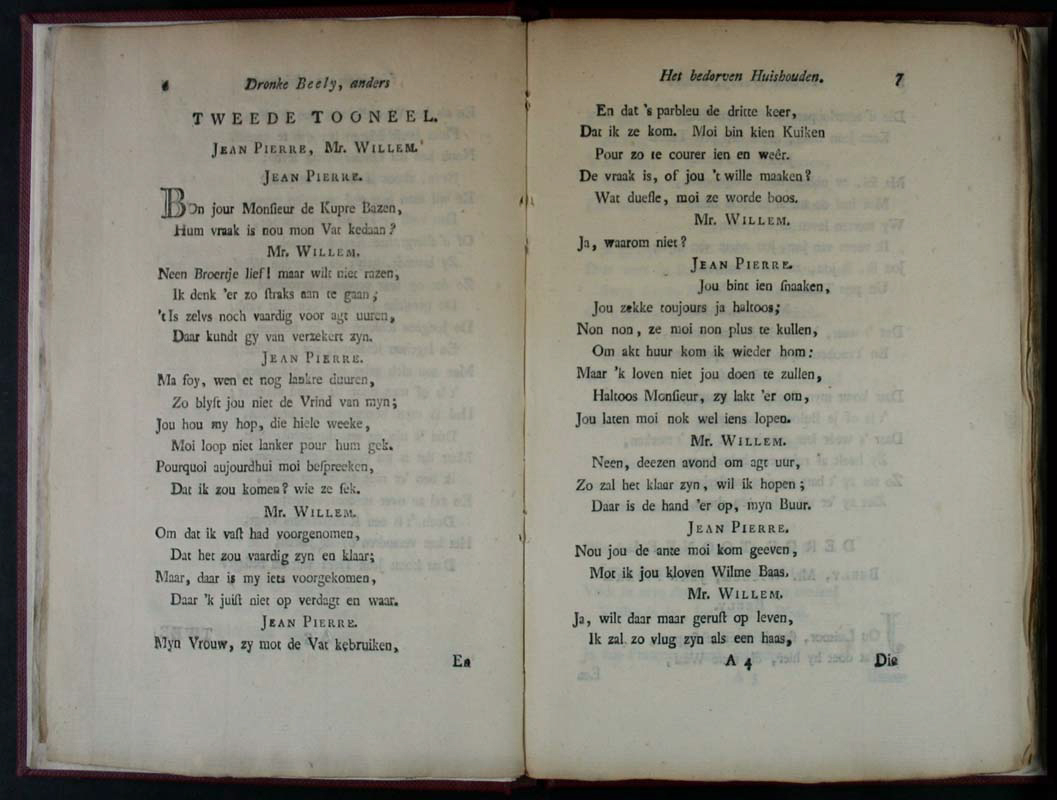 6 Dronke Beely, anders
TWEEDE TOONEEL.
JEAN PIERRE, Mr. WILLEM.
JEAN PIERRE.
BOn jour Monſieur de Kupre Bazen,
Hum vraak is nou mon Vat kedaan?
Mr. WILLEM.
Neen Broertje lief! maar wilt niet razen,
Ik denk 'er zo ſtraks aan te gaan;
't Is zelvs noch vaardig voor agt uuren,
Daar kundt gy van verzekert zyn.
JEAN PIERRE.
Ma foy, wen et nog lankre duuren,
Zo blyft jou niet de Vrind van myn;
Jou hou my hop, die hiele weeke,
Moi loop niet lanker pour hum gek.
Pourquoi aujourdhui moi beſpreeken,
Dat ik zou komen? wie ze ſek.
Mr. WILLEM.
Om dat ik vaſt had voorgenomen,
Dat het zou vaardig zyn en klaar;
Maar, daar is my iets voorgekomen,
Daar 'k juiſt niet op verdagt en waar.
JEAN PIERRE.
Myn Vrouw, zy mot de Vat kebruiken,
En
Het bedorven Huishouden. 7
En dat 's parbleu de dritte keer,
Dat ik ze kom. Moi bin kien Kuiken
Pour zo te courer ien en weêr.
De vraak is, of jou 't wille maaken?
Wat duefle, moi ze worde boos.
Mr. WILLEM.
Ja, waarom niet?
JEAN PIERRE.
Jou bint ien ſnaaken,
Jou zekke toujours ja haltoos;
Non non, ze moi non plus te kullen,
Om akt huur kom ik wieder hom:
Maar 'k loven niet jou doen te zullen,
Haltoos Monſieur, zy lakt 'er om,
Jou laten moi nok wel iens lopen.
Mr. WILLEM.
Neen, deezen avond om agt uur,
Zo zal het klaar zyn, wil ik hopen;
Daar is de hand 'er op, myn Buur.
JEAN PIERRE.
Nou jou de ante moi kom geeven,
Mot ik jou kloven Wilme Baas.
Mr. WILLEM.
Ja, wilt daar maar geruſt op leven,
Ik zal zo vlug zyn als een haas,
A 4 Die